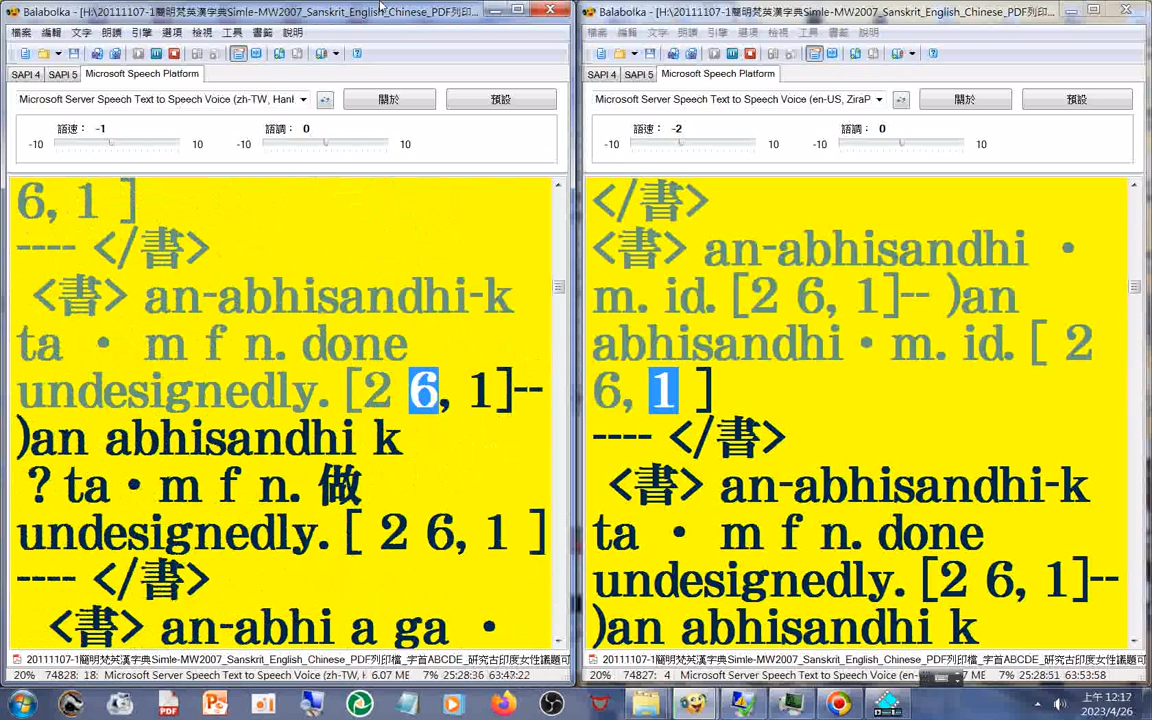 Balabolka - [H:\20111107-1簡明梵英漢字典Simle-MW2007_Sanskrit_English_Chinese_PDF列印...
檔案 編輯 文字 朗讀 引擎 選項 檢視 工具 書籤 說明
SAPI 4 SAPI 5 Microsoft Speech Platform
Microsoft Server Speech Text to Speech Voice (zh-TW, HanI
關於
預設
語速： -1
語調： 0
-10 10 -10 10
6, 1 ]
---- </書>
<書> an-abhisandhi-k
ta • m f n. done
undesignedly. [2 6, 1]--
)an abhisandhi k
? ta • m f n. 做
undesignedly. [ 2 6, 1 ]
---- </書>
<書> an-abhi a ga •
20111107-1簡明梵英漢字典Simle-MW2007_Sanskrit_English_Chinese_PDF列印檔_字首ABCDE_研究古印度女性議題可
20% 74828: 18: Microsoft Server Speech Text to Speech Voice (zh-TW, H 6.07 ME 7% 25:28:36 63:47:22
Balabolka - [H:\20111107-1簡明梵英漢字典Simle-MW2007_Sanskrit_English_Chinese_PDF列印...
檔案 編輯 文字 朗讀 引擎 選項 檢視 工具 書籤 說明
SAPI 4 SAPI 5 Microsoft Speech Platform
Microsoft Server Speech Text to Speech Voice (en-US, ZiraP
關於
預設
語速： -2
語調： 0
-10 10 -10 10
</書>
<書> an-abhisandhi •
m. id. [2 6, 1]-- )an
abhisandhi • m. id. [ 2
6, 1 ]
---- </書>
<書> an-abhisandhi-k
ta • m f n. done
undesignedly. [2 6, 1]--
)an abhisandhi k
20111107-1簡明梵英漢字典Simle-MW2007_Sanskrit_English_Chinese_PDF列印檔_字首ABCDE_研究古印度女性議題可
20% 74827: 4 Microsoft Server Speech Text to Speech Voice (en-US, 6.07 ME 7% 25:28:51 63:53:58
上午 12:17
2023/4/26